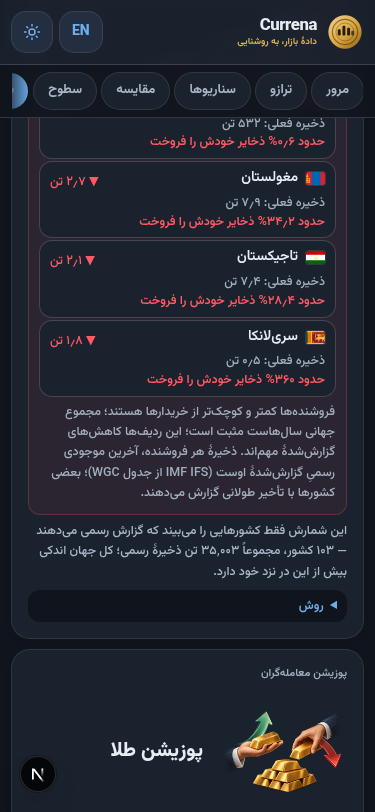 Currena
دادهٔ بازار، به روشنایی
EN
مرور
ترازو
سناریوها
مقایسه
سطوح
ذخیره فعلی: ۵۳۲ تن
حدود ۰٫۶% ذخایر خودش را فروخت
مغولستان
▼ ۲٫۷ تن
ذخیره فعلی: ۷٫۹ تن
حدود ۳۴٫۲% ذخایر خودش را فروخت
تاجیکستان
▼ ۲٫۱ تن
ذخیره فعلی: ۷٫۴ تن
حدود ۲۸٫۴% ذخایر خودش را فروخت
سری‌لانکا
▼ ۱٫۸ تن
ذخیره فعلی: ۰٫۵ تن
حدود ۳۶۰% ذخایر خودش را فروخت
فروشنده‌ها کمتر و کوچک‌تر از خریدارها هستند؛ مجموع
جهانی سال‌هاست مثبت است؛ این ردیف‌ها کاهش‌های
گزارش‌شدهٔ مهم‌اند. ذخیرهٔ هر فروشنده، آخرین موجودی
رسمیِ گزارش‌شدهٔ اوست (IMF IFS از جدول WGC)؛ بعضی
کشورها با تأخیر طولانی گزارش می‌دهند.
این شمارش فقط کشورهایی را می‌بیند که گزارش رسمی می‌دهند
— ۱۰۳ کشور، مجموعاً ۳۵٬۰۰۳ تن ذخیرهٔ رسمی؛ کل جهان اندکی
بیش از این در نزد خود دارد.
◀ روش
پوزیشن معامله‌گران
پوزیشن طلا
N